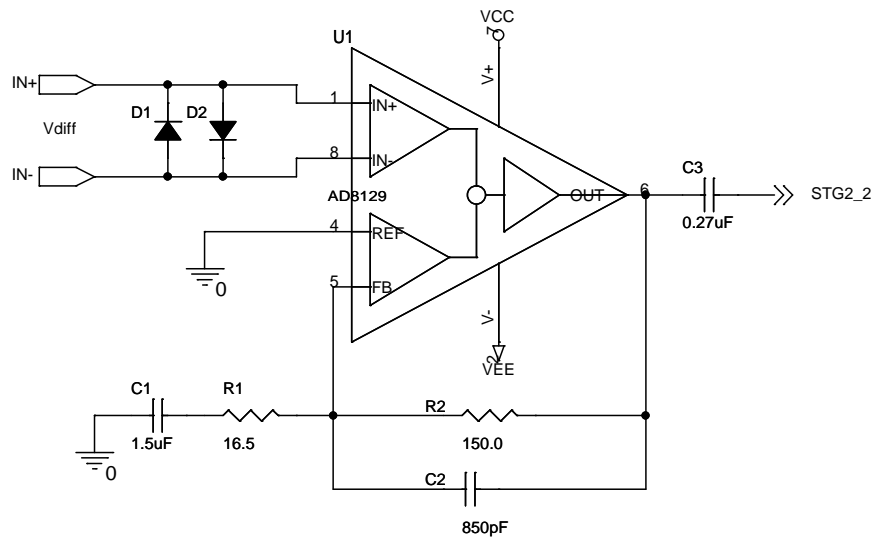 VCC
U1
7
V+
IN+
D1
D2
1
IN+
Vdiff
8
IN-
IN-
AD8129
OUT
6
C3
STG2_2
0.27uF
4
REF
0
5
FB
V-
2
VEE
C1
R1
R2
1.5uF
16.5
150.0
0
C2
850pF